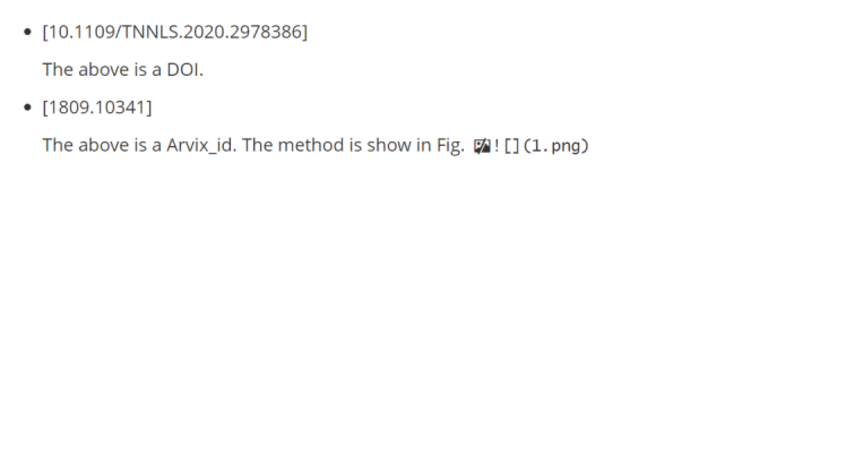 [10.1109/TNNLS.2020.2978386]
The above is a DOI.
[1809.10341]
The above is a Arvix_id. The method is show in Fig. ![](1.png)